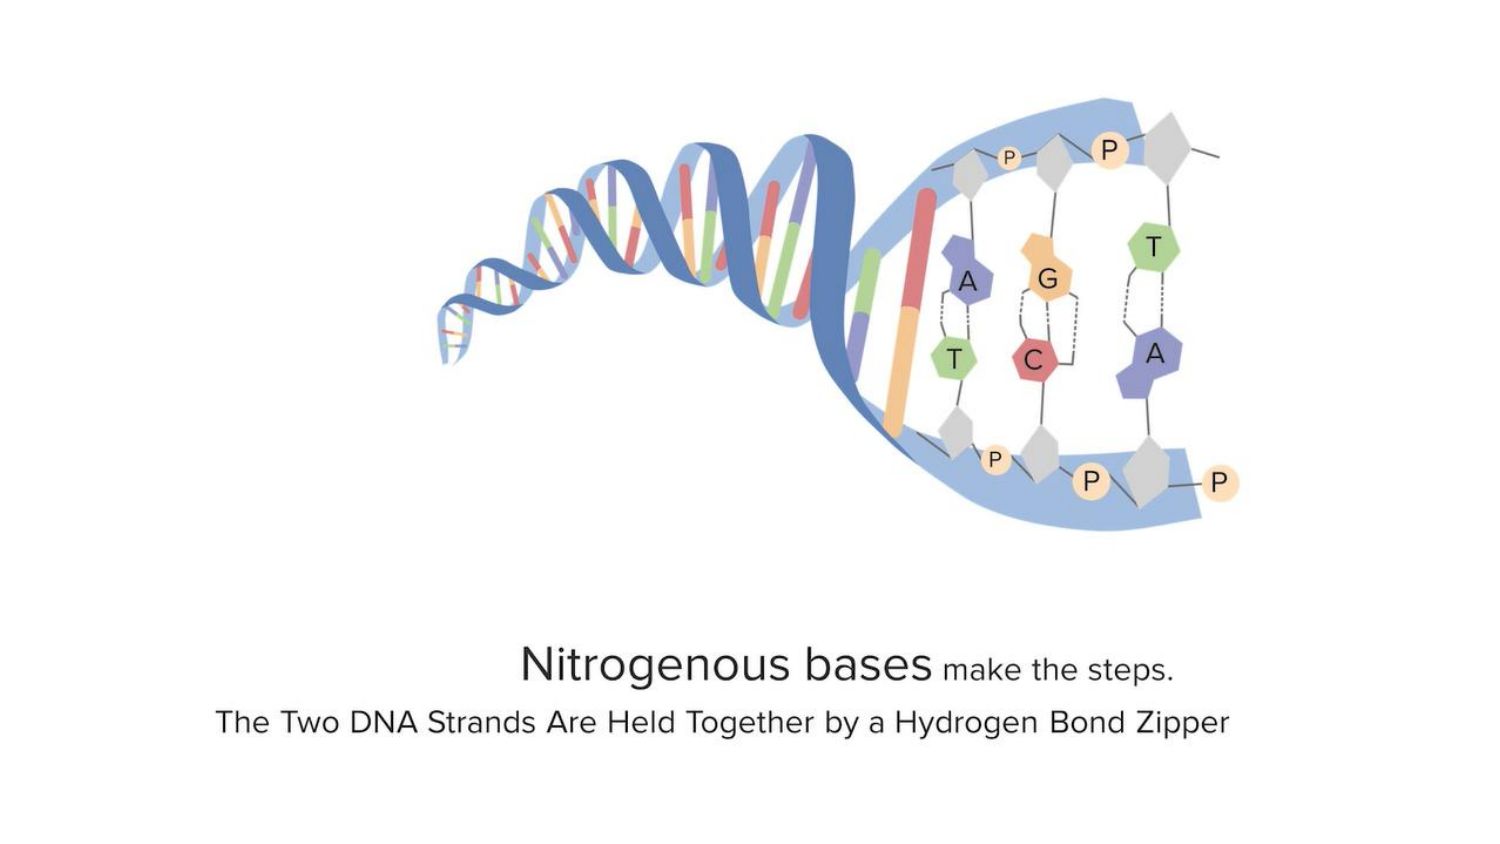 P P
A G T
T C A
P P P
Nitrogenous bases make the steps.
The Two DNA Strands Are Held Together by a Hydrogen Bond Zipper